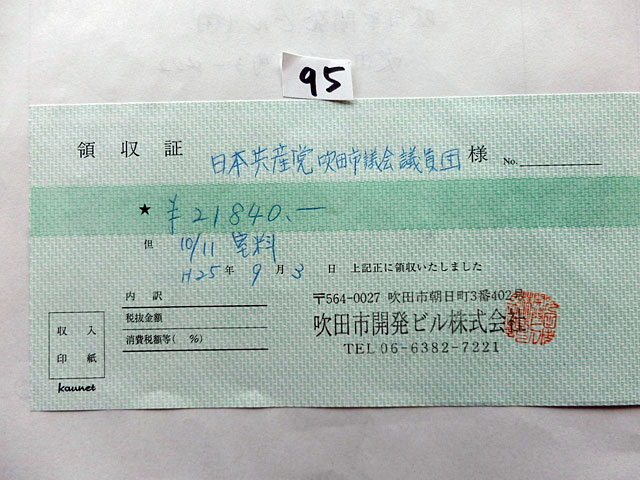 95
領収証 日本共産党吹田市議会議員団 様 No.
★ ¥21840.—
但 10/11 室料
H25年 9月 3日 上記正に領収いたしました
内 訳
税抜金額
消費税額等( %)
収入
印紙
kaunet
〒564-0027 吹田市朝日町3番402号
吹田市開発ビル株式会社
TEL 06-6382-7221